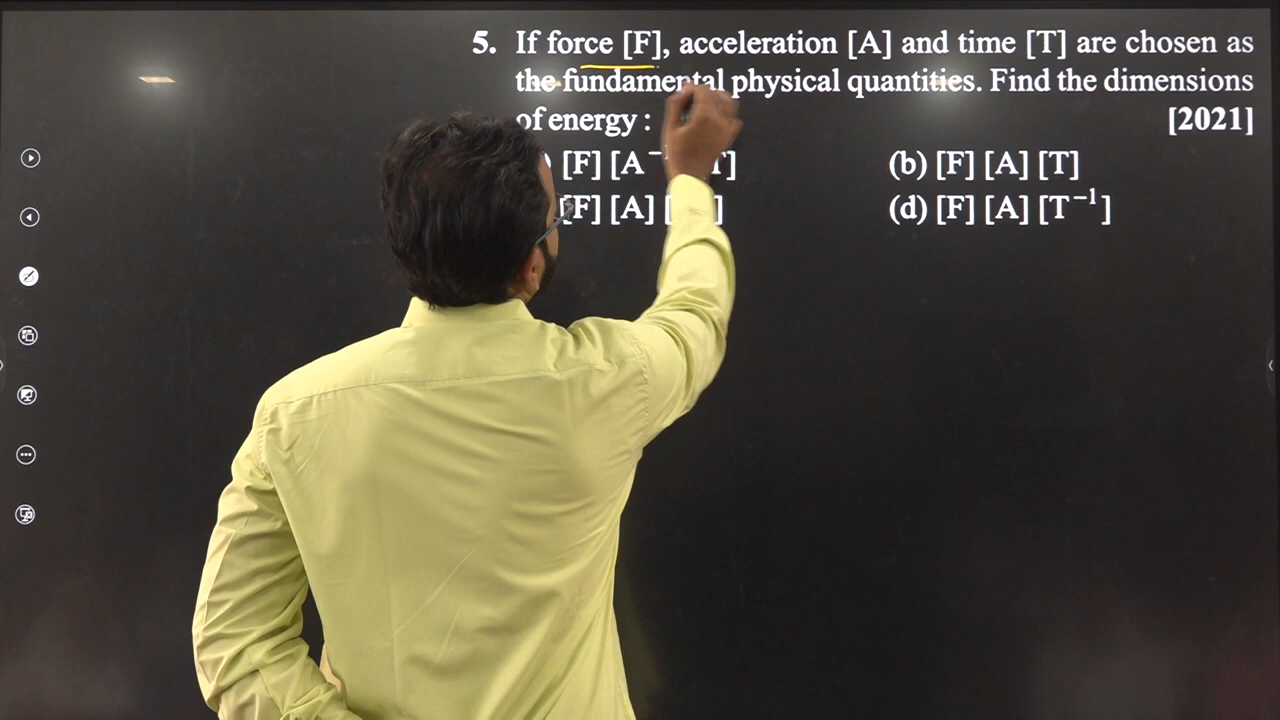 5. If force [F], acceleration [A] and time [T] are chosen as
the fundamental physical quantities. Find the dimensions
of energy : [2021]
[F] [A⁻ T] (b) [F] [A] [T]
[F] [A] [ ] (d) [F] [A] [T⁻¹]